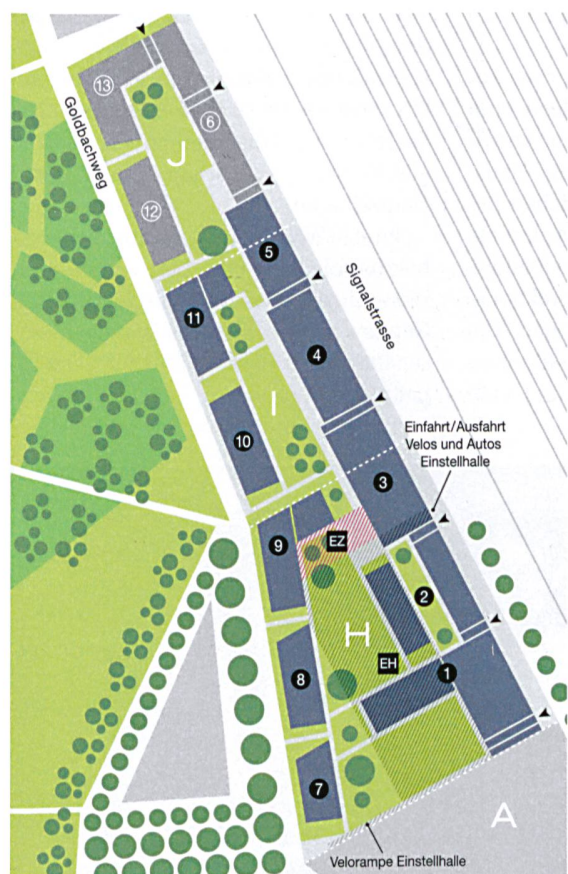 13
6
Goldbachweg
J
12
5
Signalstrasse
11
4
I
Einfahrt/Ausfahrt
Velos und Autos
Einstellhalle
10
3
9
EZ
2
H
EH
1
8
7
A
Velorampe Einstellhalle